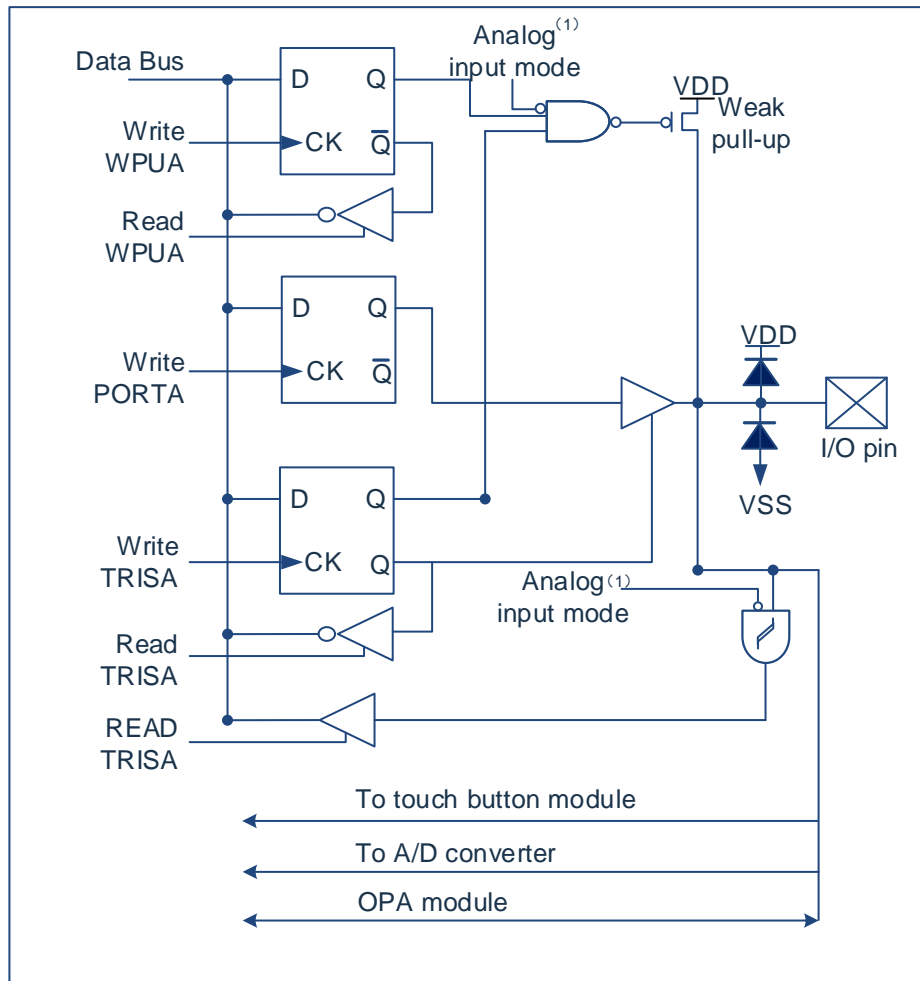 Analog(1)
input mode
Data Bus
D
Q
VDD
Weak
pull-up
Write
WPUA
CK
Q̅
Read
WPUA
D
Q
Write
PORTA
CK
Q̅
VDD
I/O pin
VSS
D
Q
Write
TRISA
CK
Q
Analog(1)
input mode
Read
TRISA
READ
TRISA
To touch button module
To A/D converter
OPA module